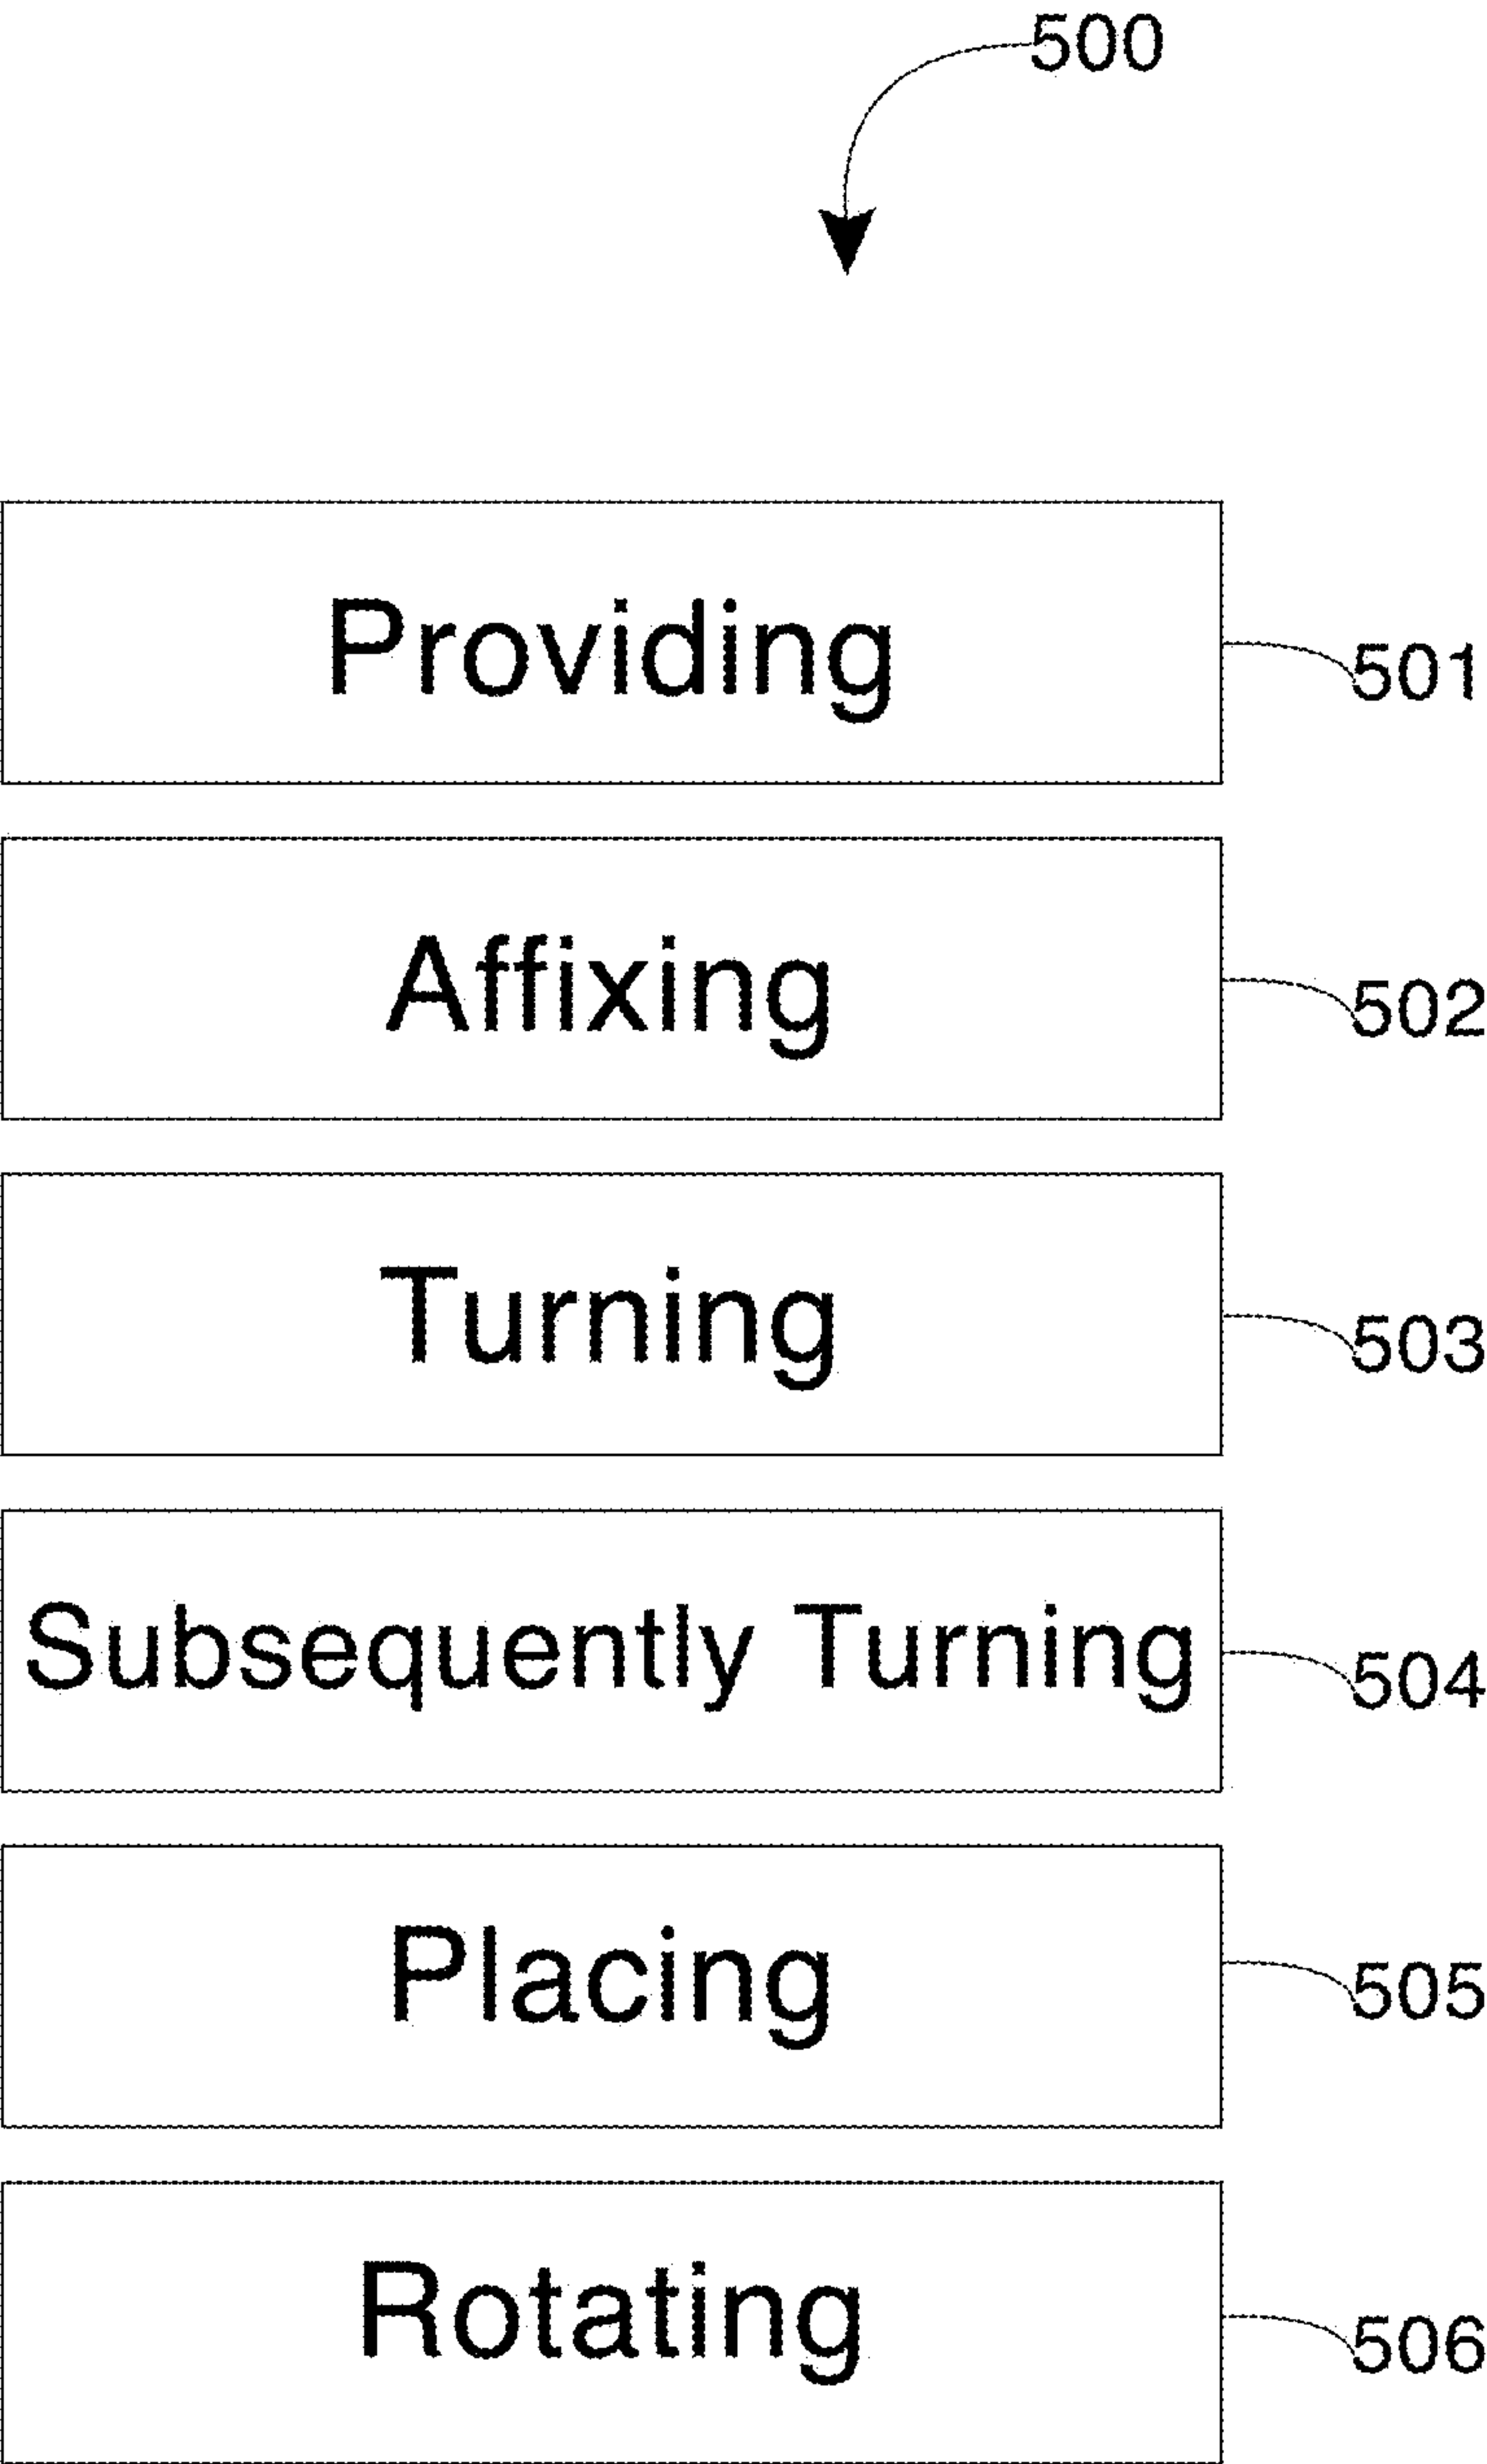 500
Providing
501
Affixing
502
Turning
503
Subsequently Turning
504
Placing
505
Rotating
506